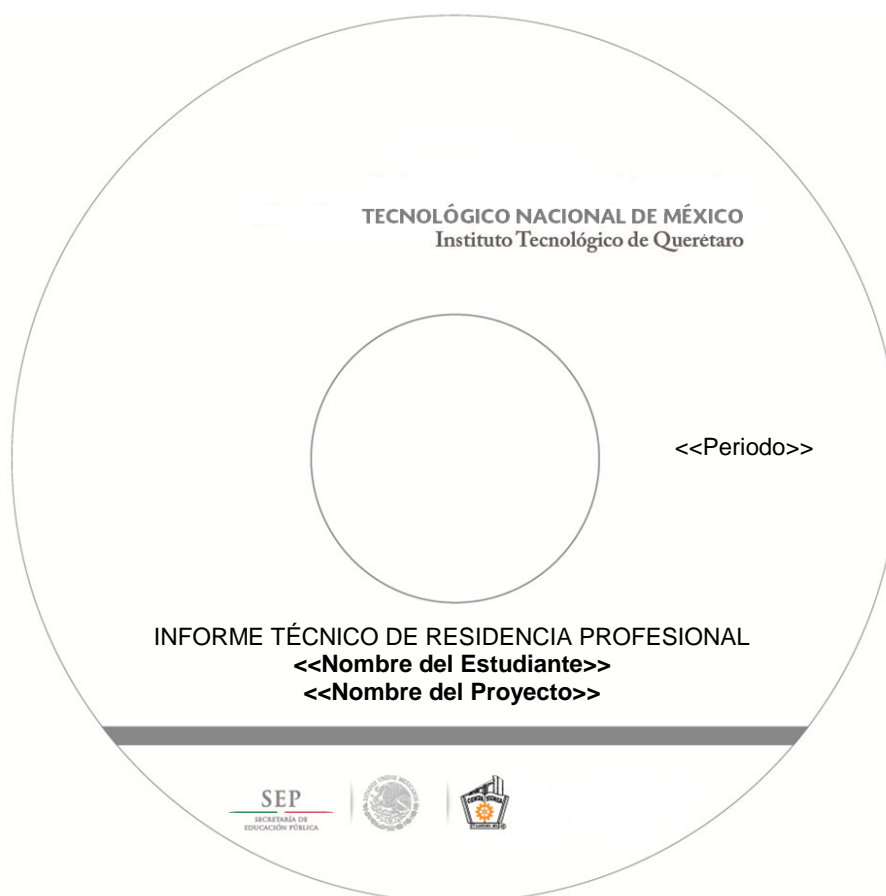 TECNOLÓGICO NACIONAL DE MÉXICO
Instituto Tecnológico de Querétaro
<<Periodo>>
INFORME TÉCNICO DE RESIDENCIA PROFESIONAL
<<Nombre del Estudiante>>
<<Nombre del Proyecto>>
SEP
SECRETARÍA DE
EDUCACIÓN PÚBLICA